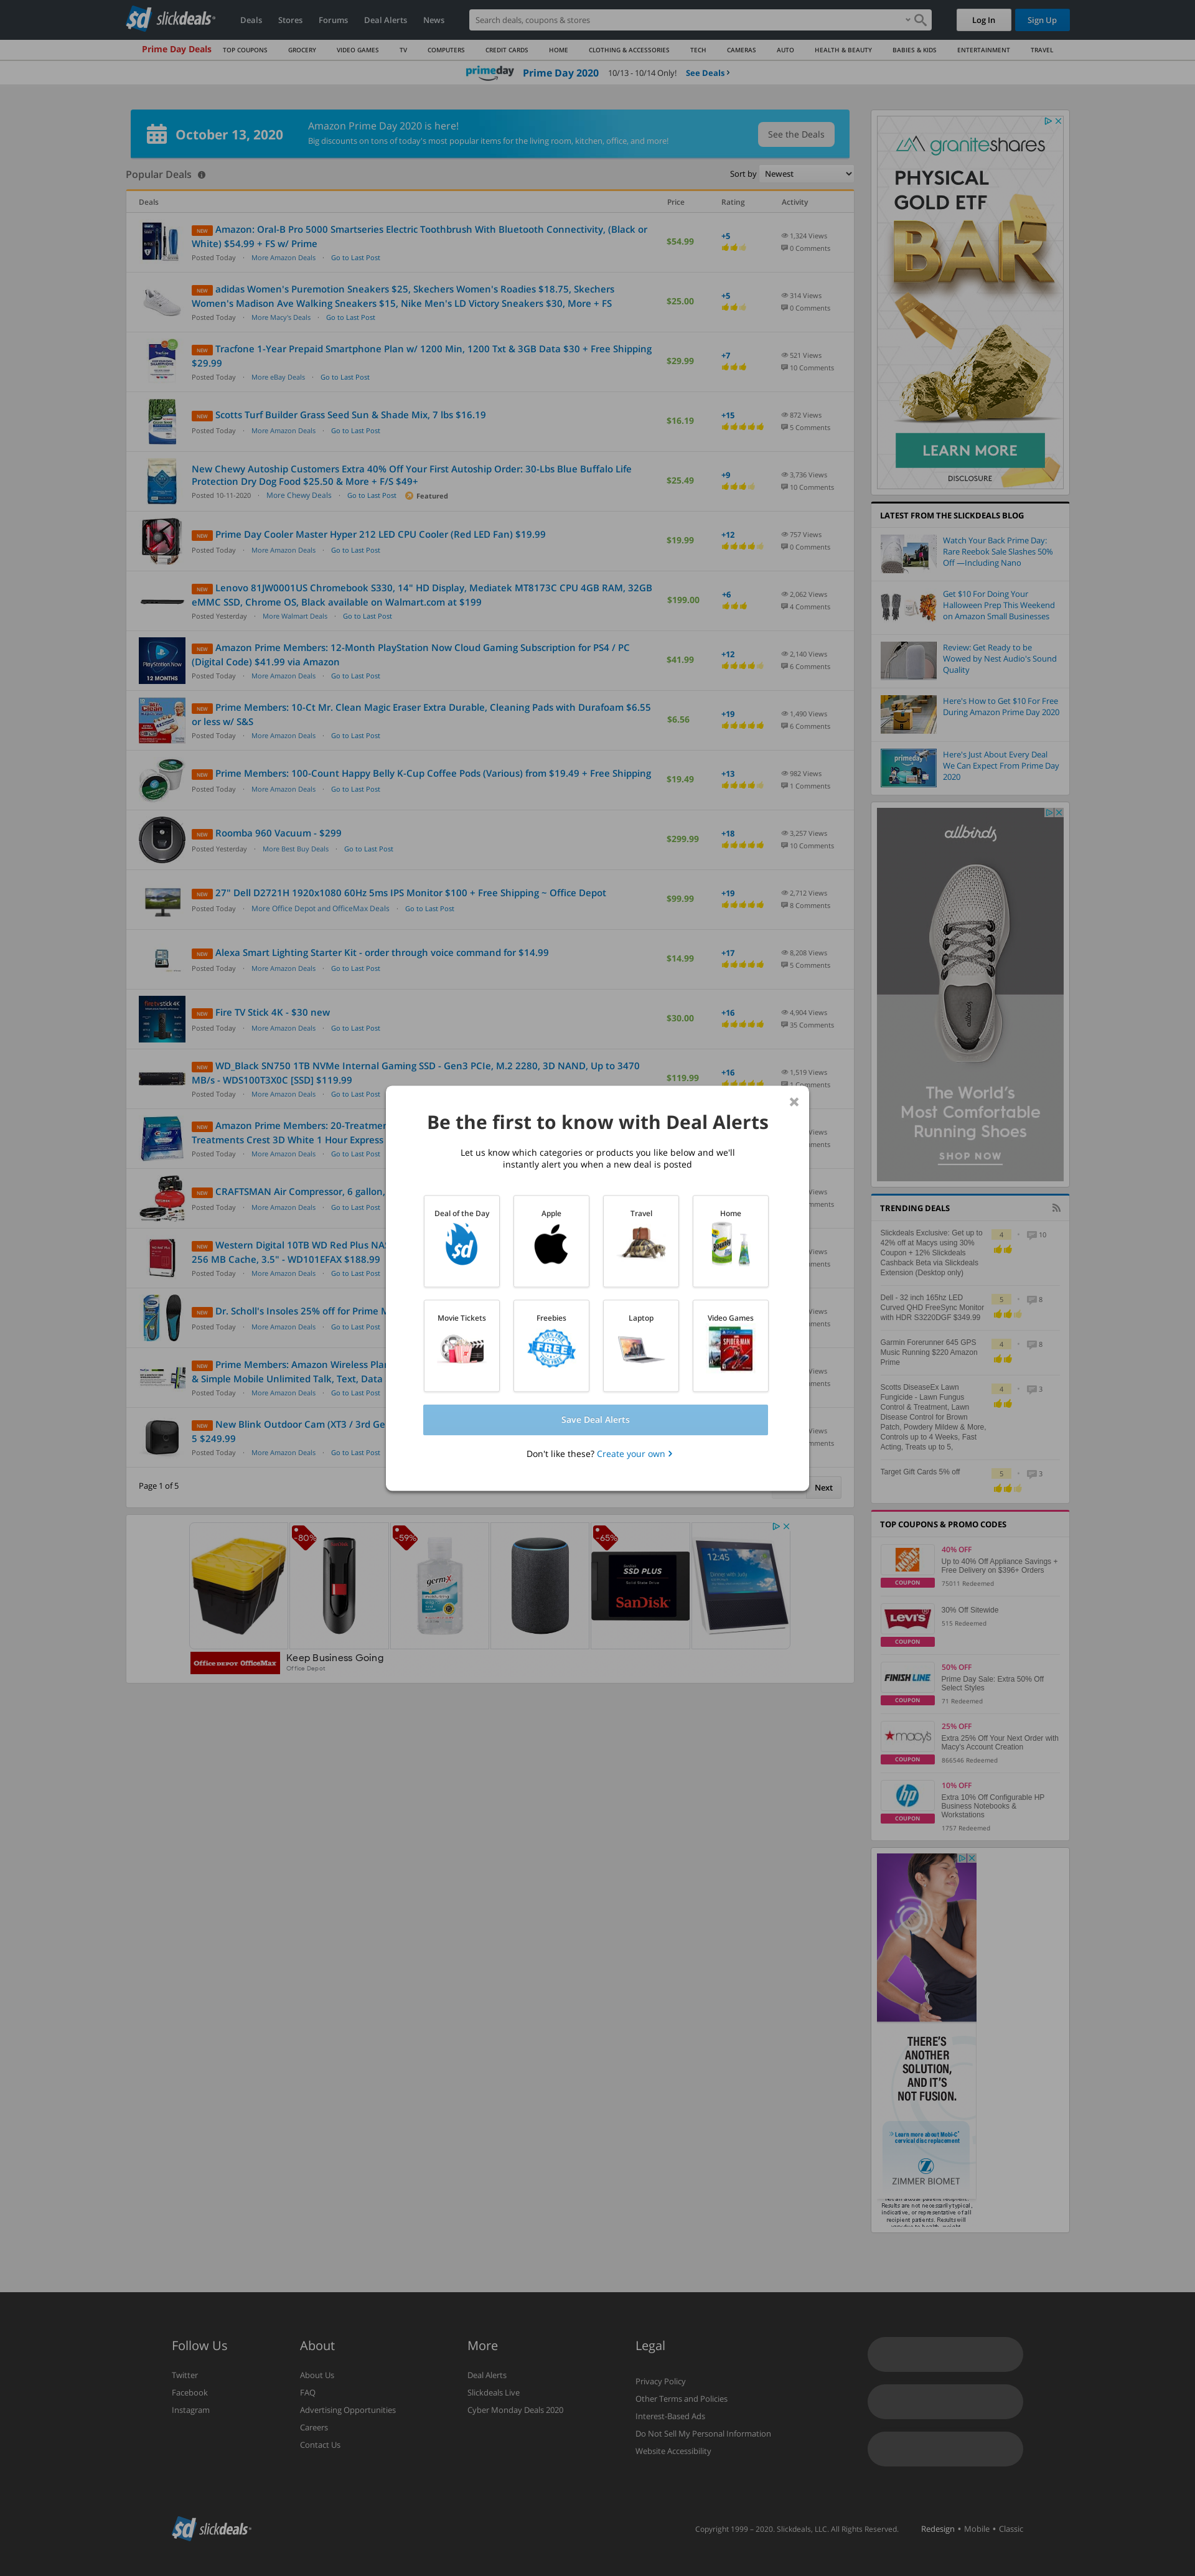 sd slickdeals
Deals
Stores
Forums
Deal Alerts
News
Search deals, coupons & stores
Log In
Sign Up
Prime Day Deals
TOP COUPONS
GROCERY
VIDEO GAMES
TV
COMPUTERS
CREDIT CARDS
HOME
CLOTHING & ACCESSORIES
TECH
CAMERAS
AUTO
HEALTH & BEAUTY
BABIES & KIDS
ENTERTAINMENT
TRAVEL
primeday
Prime Day 2020
10/13 - 10/14 Only!
See Deals
October 13, 2020
Amazon Prime Day 2020 is here!
Big discounts on tons of today's most popular items for the living room, kitchen, office, and more!
See the Deals
Popular Deals
Sort by
Newest
Deals
Price
Rating
Activity
NEW Amazon: Oral-B Pro 5000 Smartseries Electric Toothbrush With Bluetooth Connectivity, (Black or
White) $54.99 + FS w/ Prime
Posted Today · More Amazon Deals · Go to Last Post
$54.99
+5
1,324 Views
0 Comments
NEW adidas Women's Puremotion Sneakers $25, Skechers Women's Roadies $18.75, Skechers
Women's Madison Ave Walking Sneakers $15, Nike Men's LD Victory Sneakers $30, More + FS
Posted Today · More Macy's Deals · Go to Last Post
$25.00
+5
314 Views
0 Comments
NEW Tracfone 1-Year Prepaid Smartphone Plan w/ 1200 Min, 1200 Txt & 3GB Data $30 + Free Shipping
$29.99
Posted Today · More eBay Deals · Go to Last Post
$29.99
+7
521 Views
10 Comments
NEW Scotts Turf Builder Grass Seed Sun & Shade Mix, 7 lbs $16.19
Posted Today · More Amazon Deals · Go to Last Post
$16.19
+15
872 Views
5 Comments
New Chewy Autoship Customers Extra 40% Off Your First Autoship Order: 30-Lbs Blue Buffalo Life
Protection Dry Dog Food $25.50 & More + F/S $49+
Posted 10-11-2020 · More Chewy Deals · Go to Last Post Featured
$25.49
+9
3,736 Views
10 Comments
NEW Prime Day Cooler Master Hyper 212 LED CPU Cooler (Red LED Fan) $19.99
Posted Today · More Amazon Deals · Go to Last Post
$19.99
+12
757 Views
0 Comments
NEW Lenovo 81JW0001US Chromebook S330, 14" HD Display, Mediatek MT8173C CPU 4GB RAM, 32GB
eMMC SSD, Chrome OS, Black available on Walmart.com at $199
Posted Yesterday · More Walmart Deals · Go to Last Post
$199.00
+6
2,062 Views
4 Comments
PlayStation Now
12 MONTHS
NEW Amazon Prime Members: 12-Month PlayStation Now Cloud Gaming Subscription for PS4 / PC
(Digital Code) $41.99 via Amazon
Posted Today · More Amazon Deals · Go to Last Post
$41.99
+12
2,140 Views
6 Comments
NEW Prime Members: 10-Ct Mr. Clean Magic Eraser Extra Durable, Cleaning Pads with Durafoam $6.55
or less w/ S&S
Posted Today · More Amazon Deals · Go to Last Post
$6.56
+19
1,490 Views
6 Comments
NEW Prime Members: 100-Count Happy Belly K-Cup Coffee Pods (Various) from $19.49 + Free Shipping
Posted Today · More Amazon Deals · Go to Last Post
$19.49
+13
982 Views
1 Comments
NEW Roomba 960 Vacuum - $299
Posted Yesterday · More Best Buy Deals · Go to Last Post
$299.99
+18
3,257 Views
10 Comments
NEW 27" Dell D2721H 1920x1080 60Hz 5ms IPS Monitor $100 + Free Shipping ~ Office Depot
Posted Today · More Office Depot and OfficeMax Deals · Go to Last Post
$99.99
+19
2,712 Views
8 Comments
NEW Alexa Smart Lighting Starter Kit - order through voice command for $14.99
Posted Today · More Amazon Deals · Go to Last Post
$14.99
+17
8,208 Views
5 Comments
NEW Fire TV Stick 4K - $30 new
Posted Today · More Amazon Deals · Go to Last Post
$30.00
+16
4,904 Views
35 Comments
NEW WD_Black SN750 1TB NVMe Internal Gaming SSD - Gen3 PCIe, M.2 2280, 3D NAND, Up to 3470
MB/s - WDS100T3X0C [SSD] $119.99
Posted Today · More Amazon Deals · Go to Last Post
$119.99
+16
1,519 Views
NEW Amazon Prime Members: 20-Treatmen
Treatments Crest 3D White 1 Hour Express
Posted Today · More Amazon Deals · Go to Last Post
NEW CRAFTSMAN Air Compressor, 6 gallon,
Posted Today · More Amazon Deals · Go to Last Post
NEW Western Digital 10TB WD Red Plus NAS
256 MB Cache, 3.5" - WD101EFAX $188.99
Posted Today · More Amazon Deals · Go to Last Post
NEW Dr. Scholl's Insoles 25% off for Prime M
Posted Today · More Amazon Deals · Go to Last Post
NEW Prime Members: Amazon Wireless Plan
& Simple Mobile Unlimited Talk, Text, Data
Posted Today · More Amazon Deals · Go to Last Post
NEW New Blink Outdoor Cam (XT3 / 3rd Ge
5 $249.99
Posted Today · More Amazon Deals · Go to Last Post
Page 1 of 5
Next
Be the first to know with Deal Alerts
Let us know which categories or products you like below and we'll
instantly alert you when a new deal is posted
Deal of the Day
Apple
Travel
Home
Movie Tickets
Freebies
Laptop
Video Games
FREE
Save Deal Alerts
Don't like these? Create your own
-80%
-59%
-65%
germ-X
SSD PLUS
SanDisk
12:45
Office DEPOT OfficeMax
Keep Business Going
Office Depot
graniteshares
PHYSICAL
GOLD ETF
BAR
LEARN MORE
DISCLOSURE
LATEST FROM THE SLICKDEALS BLOG
Watch Your Back Prime Day:
Rare Reebok Sale Slashes 50%
Off —Including Nano
Get $10 For Doing Your
Halloween Prep This Weekend
on Amazon Small Businesses
Review: Get Ready to be
Wowed by Nest Audio's Sound
Quality
Here's How to Get $10 For Free
During Amazon Prime Day 2020
Here's Just About Every Deal
We Can Expect From Prime Day
2020
allbirds
The World's
Most Comfortable
Running Shoes
SHOP NOW
TRENDING DEALS
Slickdeals Exclusive: Get up to
42% off at Macys using 30%
Coupon + 12% Slickdeals
Cashback Beta via Slickdeals
Extension (Desktop only)
4
10
Dell - 32 inch 165hz LED
Curved QHD FreeSync Monitor
with HDR S3220DGF $349.99
5
8
Garmin Forerunner 645 GPS
Music Running $220 Amazon
Prime
4
8
Scotts DiseaseEx Lawn
Fungicide - Lawn Fungus
Control & Treatment, Lawn
Disease Control for Brown
Patch, Powdery Mildew & More,
Controls up to 4 Weeks, Fast
Acting, Treats up to 5,
4
3
Target Gift Cards 5% off
5
3
TOP COUPONS & PROMO CODES
COUPON
40% OFF
Up to 40% Off Appliance Savings +
Free Delivery on $396+ Orders
75011 Redeemed
LEVI'S
COUPON
30% Off Sitewide
515 Redeemed
FINISH LINE
COUPON
50% OFF
Prime Day Sale: Extra 50% Off
Select Styles
71 Redeemed
macy's
COUPON
25% OFF
Extra 25% Off Your Next Order with
Macy's Account Creation
866546 Redeemed
hp
COUPON
10% OFF
Extra 10% Off Configurable HP
Business Notebooks &
Workstations
1757 Redeemed
THERE'S
ANOTHER
SOLUTION,
AND IT'S
NOT FUSION.
Learn more about Mobi-C
cervical disc replacement
ZIMMER BIOMET
Results are not necessarily typical,
indicative, or representative of all
recipient patients. Results will
Follow Us
Twitter
Facebook
Instagram
About
About Us
FAQ
Advertising Opportunities
Careers
Contact Us
More
Deal Alerts
Slickdeals Live
Cyber Monday Deals 2020
Legal
Privacy Policy
Other Terms and Policies
Interest-Based Ads
Do Not Sell My Personal Information
Website Accessibility
sd slickdeals
Copyright 1999 – 2020. Slickdeals, LLC. All Rights Reserved.
Redesign • Mobile • Classic